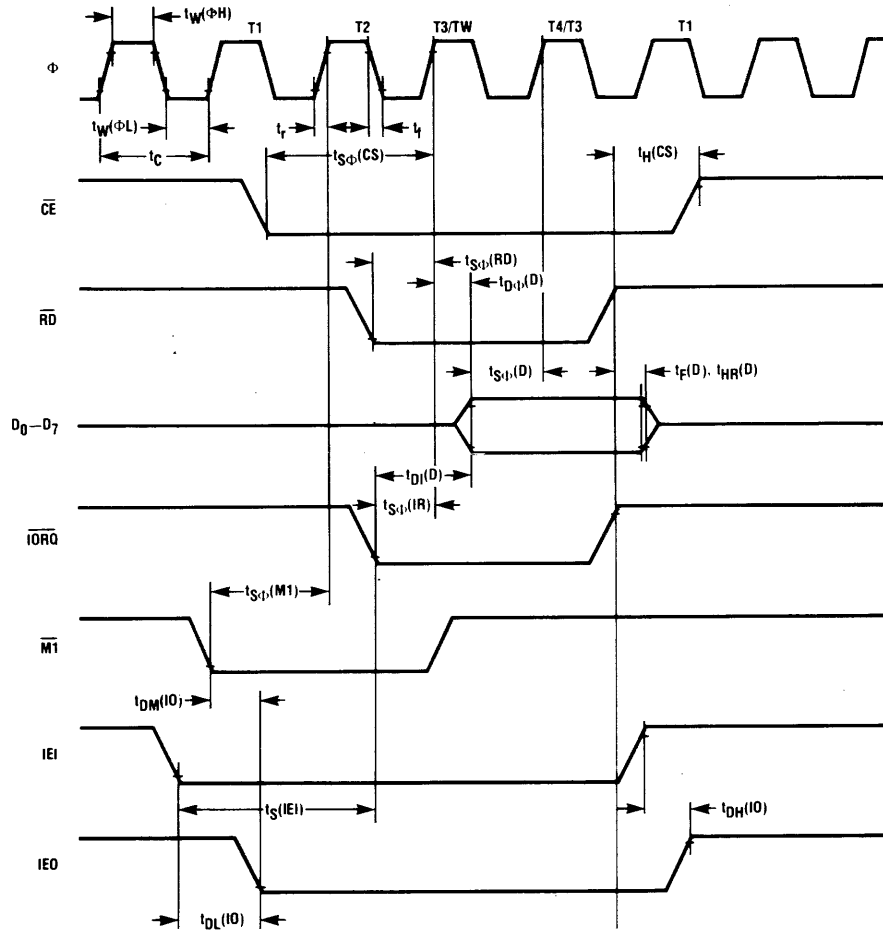 tW(ΦH)
T1 T2 T3/TW T4/T3 T1
Φ
tW(ΦL) tr tf
tC tSΦ(CS) tH(CS)
CE
tSΦ(RD)
tDΦ(D)
RD
tSΦ(D) tF(D), tHR(D)
D0–D7
tDI(D)
tSΦ(IR)
IORQ
tSΦ(M1)
M1
tDM(IO)
IEI
tS(IEI) tDH(IO)
IEO
tDL(IO)